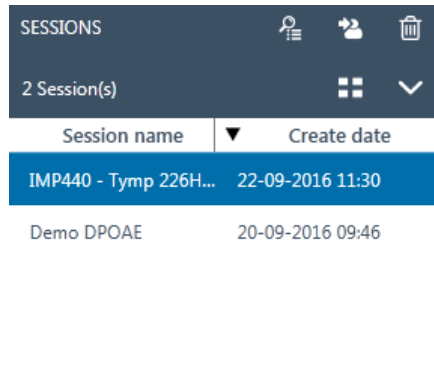 SESSIONS
2 Session(s)
Session name ▼ Create date
IMP440 - Tymp 226H... 22-09-2016 11:30
Demo DPOAE 20-09-2016 09:46